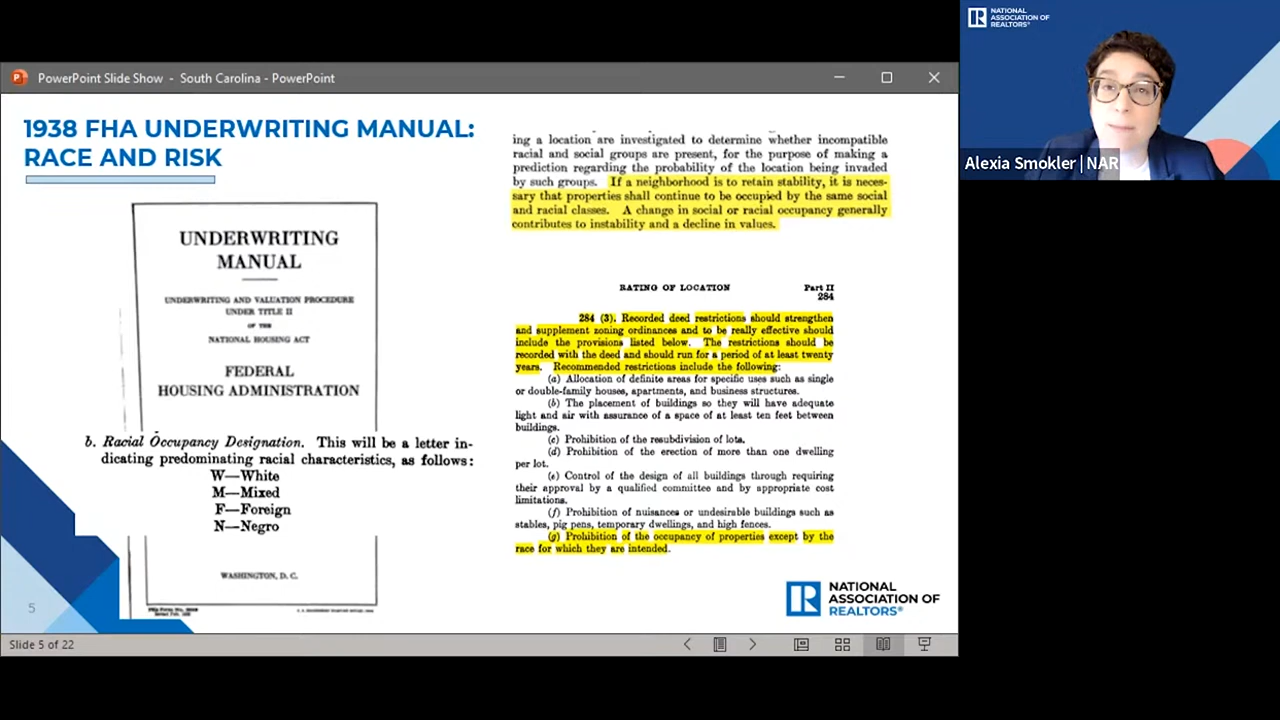 PowerPoint Slide Show - South Carolina - PowerPoint
1938 FHA UNDERWRITING MANUAL:
RACE AND RISK
UNDERWRITING
MANUAL
UNDERWRITING AND VALUATION PROCEDURE
UNDER TITLE II
OF THE
NATIONAL HOUSING ACT
FEDERAL
HOUSING ADMINISTRATION
b. Racial Occupancy Designation. This will be a letter in-
dicating predominating racial characteristics, as follows:
W—White
M—Mixed
F—Foreign
N—Negro
WASHINGTON, D. C.
5
ing a location are investigated to determine whether incompatible
racial and social groups are present, for the purpose of making a
prediction regarding the probability of the location being invaded
by such groups. If a neighborhood is to retain stability, it is neces-
sary that properties shall continue to be occupied by the same social
and racial classes. A change in social or racial occupancy generally
contributes to instability and a decline in values.
RATING OF LOCATION Part II
284
284 (3). Recorded deed restrictions should strengthen
and supplement zoning ordinances and to be really effective should
include the provisions listed below. The restrictions should be
recorded with the deed and should run for a period of at least twenty
years. Recommended restrictions include the following:
(a) Allocation of definite areas for specific uses such as single
or double-family houses, apartments, and business structures.
(b) The placement of buildings so they will have adequate
light and air with assurance of a space of at least ten feet between
buildings.
(c) Prohibition of the resubdivision of lots.
(d) Prohibition of the erection of more than one dwelling
per lot.
(e) Control of the design of all buildings through requiring
their approval by a qualified committee and by appropriate cost
limitations.
(f) Prohibition of nuisances or undesirable buildings such as
stables, pig pens, temporary dwellings, and high fences.
(g) Prohibition of the occupancy of properties except by the
race for which they are intended.
NATIONAL
ASSOCIATION OF
REALTORS®
Slide 5 of 22
NATIONAL
ASSOCIATION OF
REALTORS®
Alexia Smokler | NAR